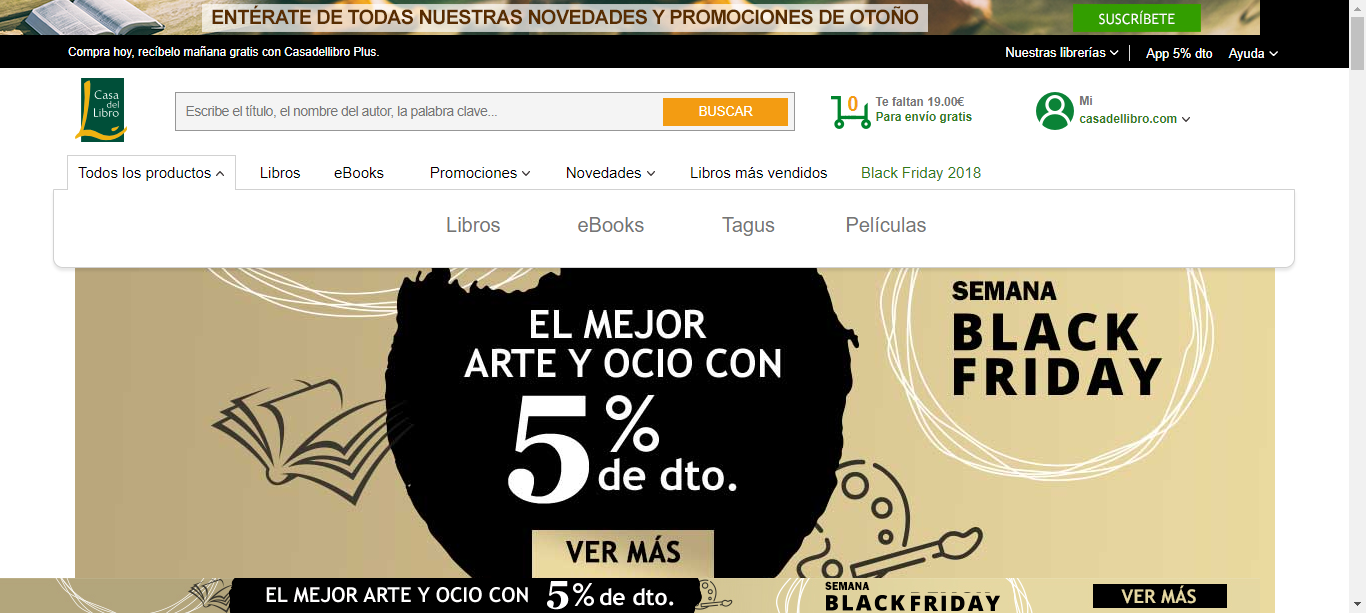 ENTÉRATE DE TODAS NUESTRAS NOVEDADES Y PROMOCIONES DE OTOÑO
SUSCRÍBETE
Compra hoy, recíbelo mañana gratis con Casadellibro Plus.
Nuestras librerías
App 5% dto
Ayuda
Casa
del
Libro
Escribe el título, el nombre del autor, la palabra clave...
BUSCAR
0
Te faltan 19.00€
Para envío gratis
Mi
casadellibro.com
Todos los productos
Libros
eBooks
Promociones
Novedades
Libros más vendidos
Black Friday 2018
Libros
eBooks
Tagus
Películas
EL MEJOR
ARTE Y OCIO CON
5%
de dto.
VER MÁS
SEMANA
BLACK
FRIDAY
EL MEJOR ARTE Y OCIO CON 5% de dto.
SEMANA
BLACK FRIDAY
VER MÁS